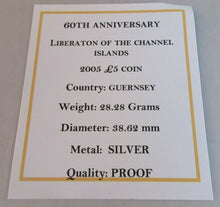 60TH ANNIVERSARY
LIBERATON OF THE CHANNEL
ISLANDS
2005 £5 COIN
Country: GUERNSEY
Weight: 28.28 Grams
Diameter: 38.62 mm
Metal: SILVER
Quality: PROOF